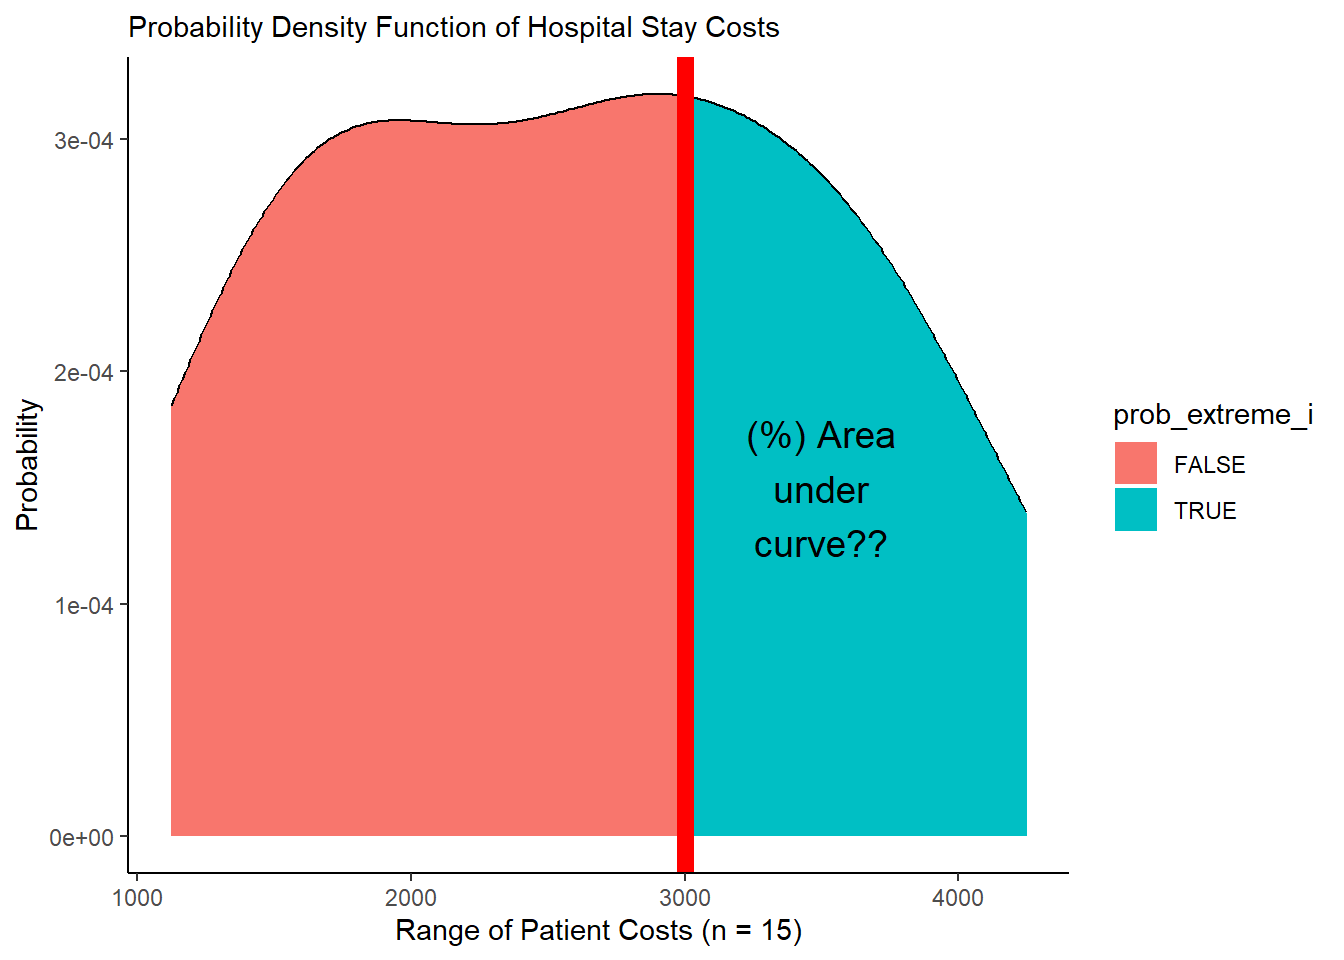 Probability Density Function of Hospital Stay Costs
3e-04
2e-04
1e-04
0e+00
Probability
(%) Area
under
curve??
prob_extreme_i
FALSE
TRUE
1000 2000 3000 4000
Range of Patient Costs (n = 15)